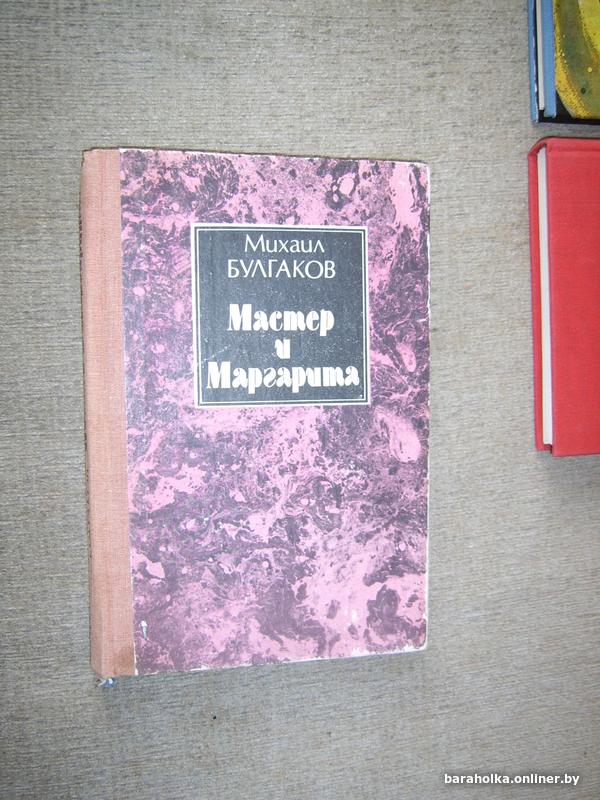 Михаил
БУЛГАКОВ
Мастер
и
Маргарита
baraholka.onliner.by